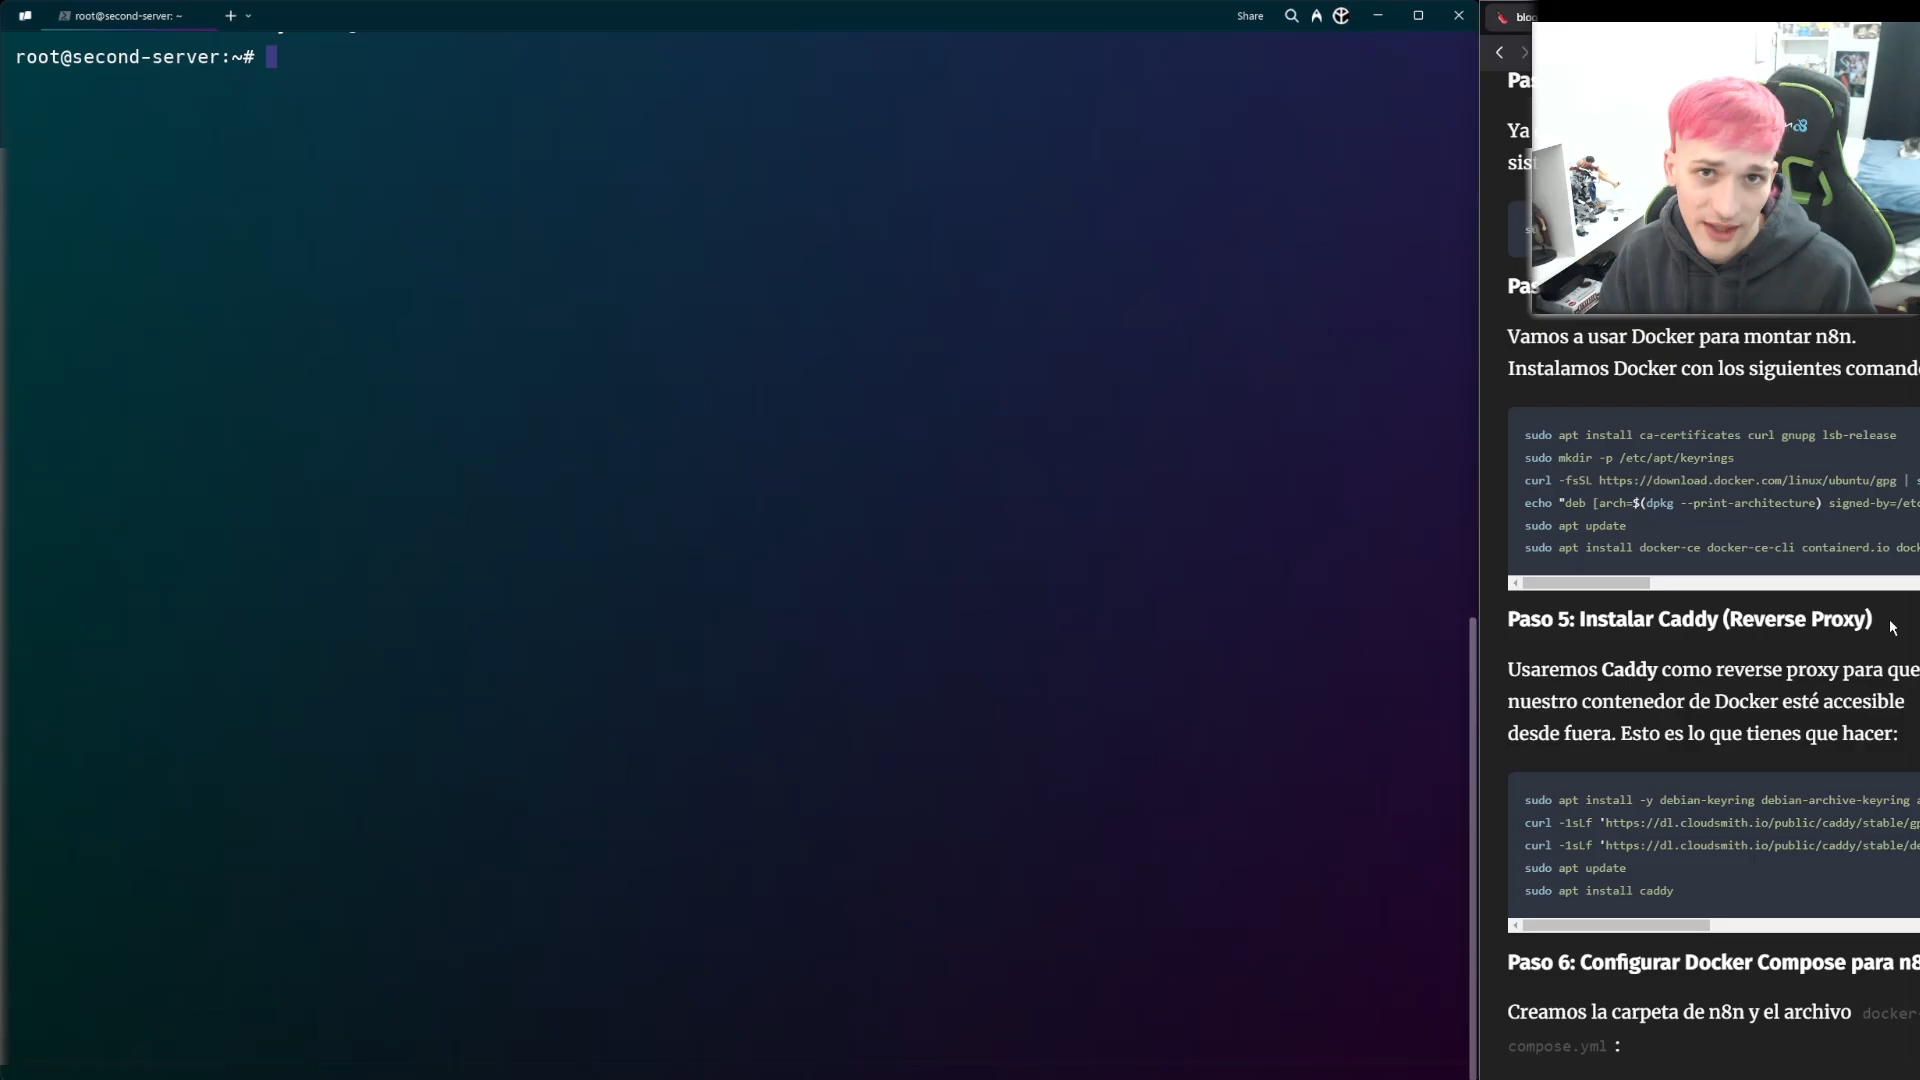 root@second-server: ~
Share
root@second-server:~#
blog
Ya
Vamos a usar Docker para montar n8n.
Instalamos Docker con los siguientes
sudo apt install ca-certificates curl gnupg lsb-release
sudo mkdir -p /etc/apt/keyrings
curl -fsSL https://download.docker.com/linux/ubuntu/gpg |
echo "deb [arch=$(dpkg --print-architecture) signed-by=/etc
sudo apt update
sudo apt install docker-ce docker-ce-cli containerd.io
Paso 5: Instalar Caddy (Reverse Proxy)
Usaremos Caddy como reverse proxy para que
nuestro contenedor de Docker esté accesible
desde fuera. Esto es lo que tienes que hacer:
sudo apt install -y debian-keyring debian-archive-keyring
curl -1sLf 'https://dl.cloudsmith.io/public/caddy/stable/gp
curl -1sLf 'https://dl.cloudsmith.io/public/caddy/stable/de
sudo apt update
sudo apt install caddy
Paso 6: Configurar Docker Compose para n8
Creamos la carpeta de n8n y el archivo docker-
compose.yml :